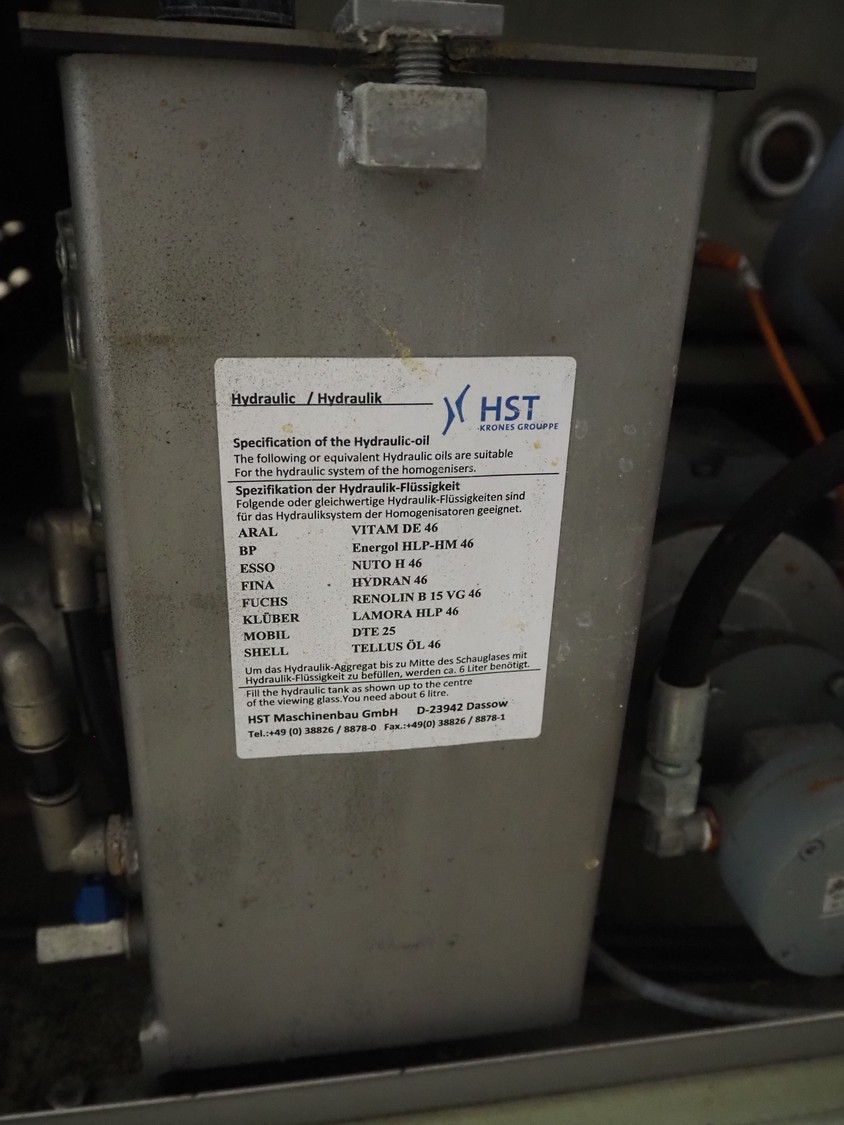 Hydraulic / Hydraulik
HST
KRONES GROUPPE
Specification of the Hydraulic-oil
The following or equivalent Hydraulic oils are suitable
For the hydraulic system of the homogenisers.
Spezifikation der Hydraulik-Flüssigkeit
Folgende oder gleichwertige Hydraulik-Flüssigkeiten sind
für das Hydrauliksystem der Homogenisatoren geeignet.
ARAL VITAM DE 46
BP Energol HLP-HM 46
ESSO NUTO H 46
FINA HYDRAN 46
FUCHS RENOLIN B 15 VG 46
KLÜBER LAMORA HLP 46
MOBIL DTE 25
SHELL TELLUS ÖL 46
Um das Hydraulik-Aggregat bis zu Mitte des Schauglases mit
Hydraulik-Flüssigkeit zu befüllen, werden ca. 6 Liter benötigt.
Fill the hydraulic tank as shown up to the centre
of the viewing glass.You need about 6 litre.
HST Maschinenbau GmbH D-23942 Dassow
Tel.:+49 (0) 38826 / 8878-0 Fax.:+49(0) 38826 / 8878-1